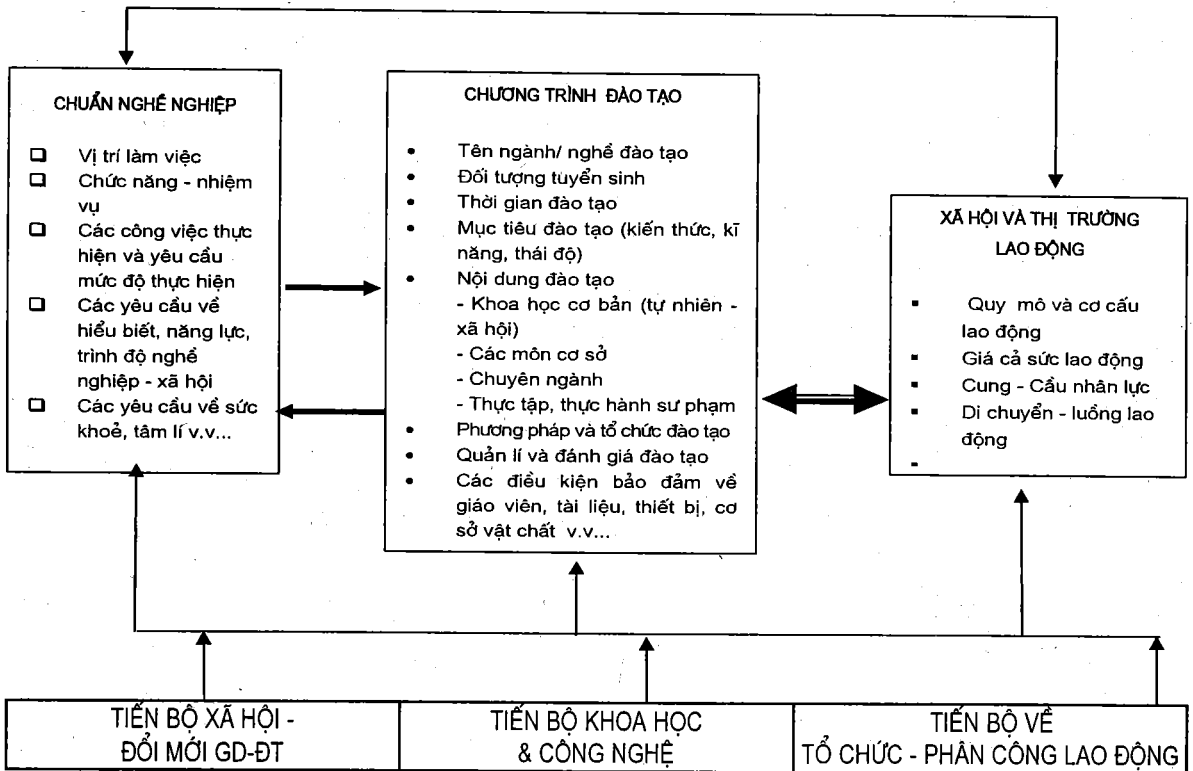 CHUẨN NGHỀ NGHIỆP
❑ Vị trí làm việc
❑ Chức năng - nhiệm
vụ
❑ Các công việc thực
hiện và yêu cầu
mức độ thực hiện
❑ Các yêu cầu về
hiểu biết, năng lực,
trình độ nghề
nghiệp - xã hội
❑ Các yêu cầu về sức
khoẻ, tâm lí v.v...
CHƯƠNG TRÌNH ĐÀO TẠO
• Tên ngành/ nghề đào tạo
• Đối tượng tuyển sinh
• Thời gian đào tạo
• Mục tiêu đào tạo (kiến thức, kĩ
năng, thái độ)
• Nội dung đào tạo
- Khoa học cơ bản (tự nhiên -
xã hội)
- Các môn cơ sở
- Chuyên ngành
- Thực tập, thực hành sư phạm
• Phương pháp và tổ chức đào tạo
• Quản lí và đánh giá đào tạo
• Các điều kiện bảo đảm về
giáo viên, tài liệu, thiết bị, cơ
sở vật chất v.v...
XÃ HỘI VÀ THỊ TRƯỜNG
LAO ĐỘNG
▪ Quy mô và cơ cấu
lao động
▪ Giá cả sức lao động
▪ Cung - Cầu nhân lực
▪ Di chuyển - luồng lao
động
▪
TIẾN BỘ XÃ HỘI -
ĐỔI MỚI GD-ĐT
TIẾN BỘ KHOA HỌC
& CÔNG NGHỆ
TIẾN BỘ VỀ
TỔ CHỨC - PHÂN CÔNG LAO ĐỘNG